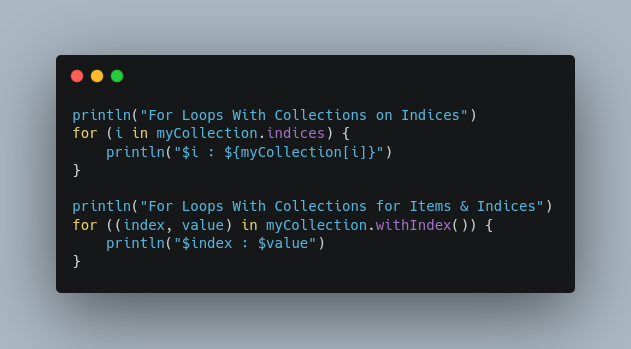 println("For Loops With Collections on Indices")
for (i in myCollection.indices) {
    println("$i : ${myCollection[i]}")
}
println("For Loops With Collections for Items & Indices")
for ((index, value) in myCollection.withIndex()) {
    println("$index : $value")
}